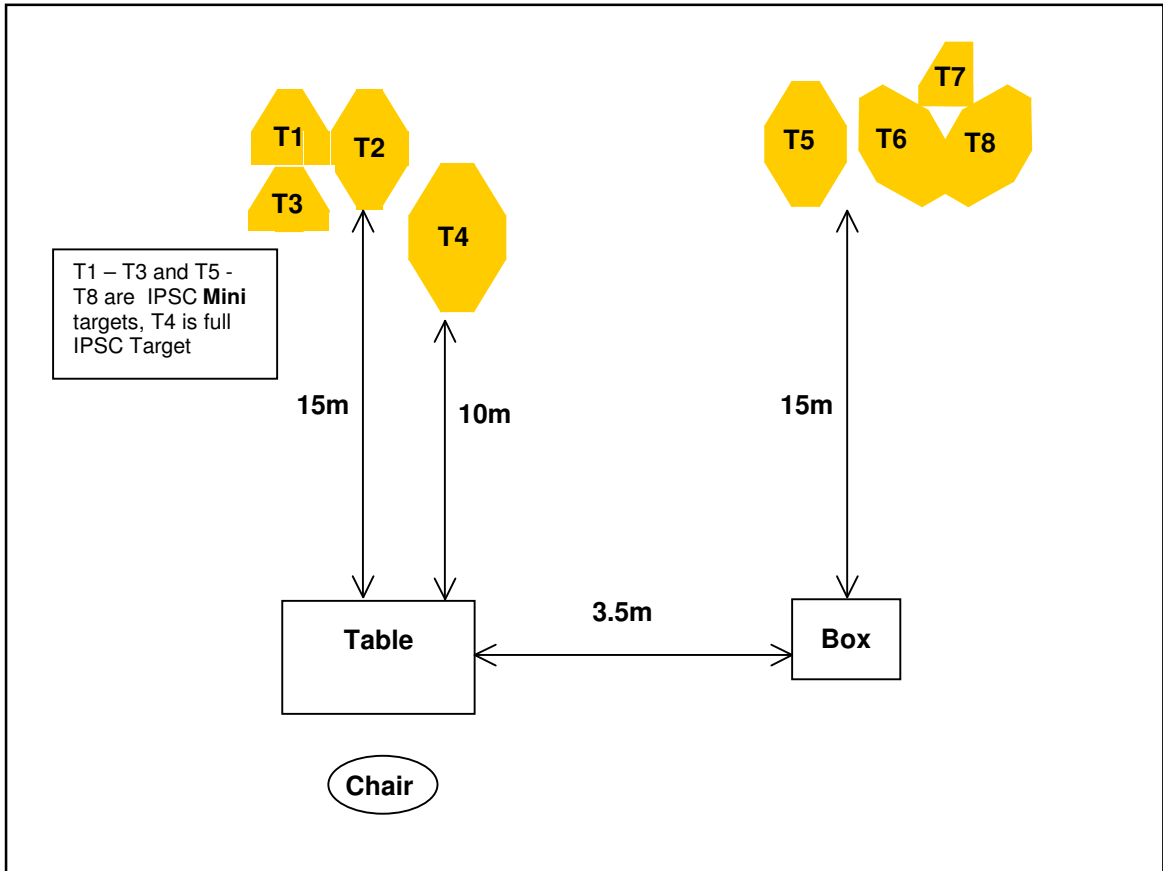 T7
T1
T2
T5
T6
T8
T3
T4
T1 – T3 and T5 -
T8 are IPSC Mini
targets, T4 is full
IPSC Target
15m
10m
15m
3.5m
Table
Box
Chair